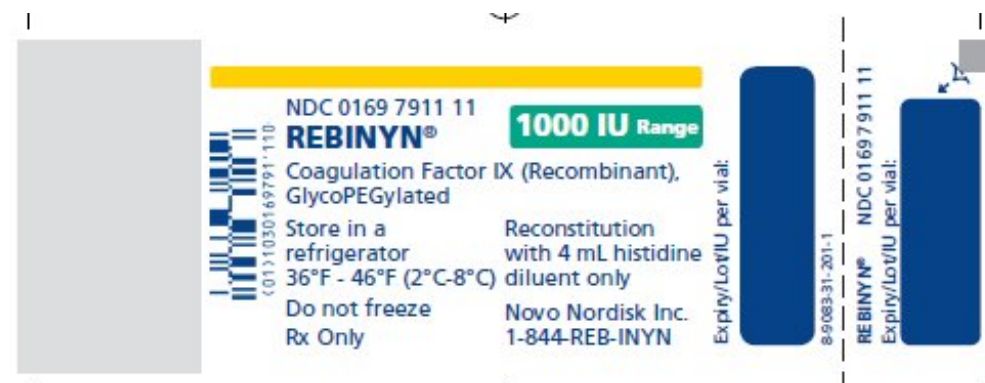 NDC 0169 7911 11
REBINYN®
1000 IU Range
Coagulation Factor IX (Recombinant),
GlycoPEGylated
Store in a
refrigerator
36°F - 46°F (2°C-8°C)
Do not freeze
Rx Only
Reconstitution
with 4 mL histidine
diluent only
Novo Nordisk Inc.
1-844-REB-INYN
(01)10301697911110
Expiry/Lot/IU per vial:
8-9083-31-201-1
REBINYN® NDC 0169 7911 11
Expiry/Lot/IU per vial: